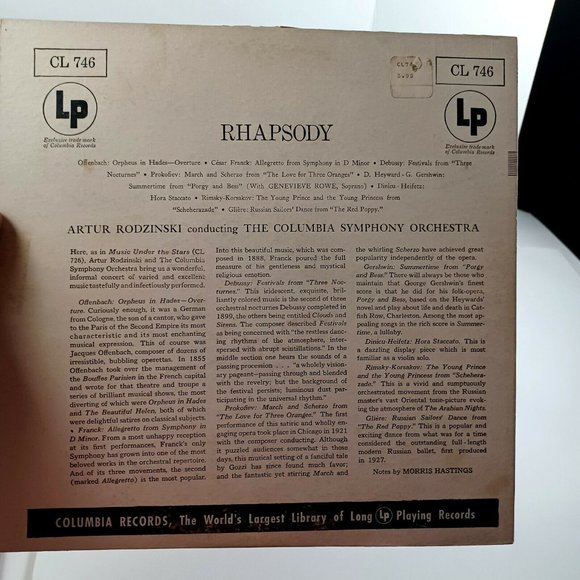 CL 746
CL 746
Lp
Exclusive trade mark
of Columbia Records
Lp
Exclusive trade mark
of Columbia Records
RHAPSODY
Offenbach: Orpheus in Hades—Overture • César Franck: Allegretto from Symphony in D Minor • Debussy: Festivals from "Three
Nocturnes" • Prokofiev: March and Scherzo from "The Love for Three Oranges" • D. Heyward - G. Gershwin:
Summertime from "Porgy and Bess" (With GENEVIEVE ROWE, Soprano) • Dinicu-Heifetz:
Hora Staccato • Rimsky-Korsakov: The Young Prince and the Young Princess from
"Scheherazade" • Glière: Russian Sailors' Dance from "The Red Poppy."
ARTUR RODZINSKI conducting THE COLUMBIA SYMPHONY ORCHESTRA
Here, as in Music Under the Stars (CL
726), Artur Rodzinski and The Columbia
Symphony Orchestra bring us a wonderful,
informal concert of varied and excellent
music tastefully and infectiously performed.
Offenbach: Orpheus in Hades—Over-
ture. Curiously enough, it was a German
from Cologne, the son of a cantor, who gave
to the Paris of the Second Empire its most
characteristic and its most enchanting
musical expression. This of course was
Jacques Offenbach, composer of dozens of
irresistible, bubbling operettas. In 1855
Offenbach took over the management of
the Bouffes Parisien in the French capital
and wrote for that theatre and troupe a
series of brilliant musical shows, the most
diverting of which were Orpheus in Hades
and The Beautiful Helen, both of which
were delightful satires on classical subjects.
• Franck: Allegretto from Symphony in
D Minor. From a most unhappy reception
at its first performances, Franck's only
Symphony has grown into one of the most
beloved works in the orchestral repertoire.
And of its three movements, the second
(marked Allegretto) is the most popular.
Into this beautiful music, which was com-
posed in 1888, Franck poured the full
measure of his gentleness and mystical
religious emotion.
Debussy: Festivals from "Three Noc-
turnes." This iridescent, exquisite, bril-
liantly colored music is the second of three
orchestral nocturnes Debussy completed in
1899, the others being entitled Clouds and
Sirens. The composer described Festivals
as being concerned with "the restless danc-
ing rhythms of the atmosphere, inter-
spersed with abrupt scintillations." In the
middle section one hears the sounds of a
passing procession . . . "a wholly vision-
ary pageant—passing through and blended
with the revelry; but the background of
the festival persists; luminous dust par-
ticipating in the universal rhythm."
Prokofiev: March and Scherzo from
"The Love for Three Oranges." The first
performance of this satiric and wholly eng-
aging opera took place in Chicago in 1921
with the composer conducting. Although
it puzzled audiences somewhat in those
days, this musical setting of a fanciful tale
by Gozzi has since found much favor;
and the fantastic yet stirring March and
the whirling Scherzo have achieved great
popularity independently of the opera.
Gershwin: Summertime from "Porgy
and Bess." There will always be those who
maintain that George Gershwin's finest
score is that he did for his folk-opera,
Porgy and Bess, based on the Heywards'
novel and play about life and death in Cat-
fish Row, Charleston. Among the most ap-
pealing songs in the rich score is Summer-
time, a lullaby.
Dinicu-Heifetz: Hora Staccato. This is
a dazzling display piece which is most
familiar as a violin solo.
Rimsky-Korsakov: The Young Prince
and the Young Princess from "Schehera-
zade." This is a vivid and sumptuously
orchestrated movement from the Russian
master's vast Oriental tone-picture evok-
ing the atmosphere of The Arabian Nights.
Glière: Russian Sailors' Dance from
"The Red Poppy." This is a popular and
exciting dance from what was for a time
considered the outstanding full-length
modern Russian ballet, first produced
in 1927.
Notes by MORRIS HASTINGS
COLUMBIA RECORDS, The World's Largest Library of Long Lp Playing Records